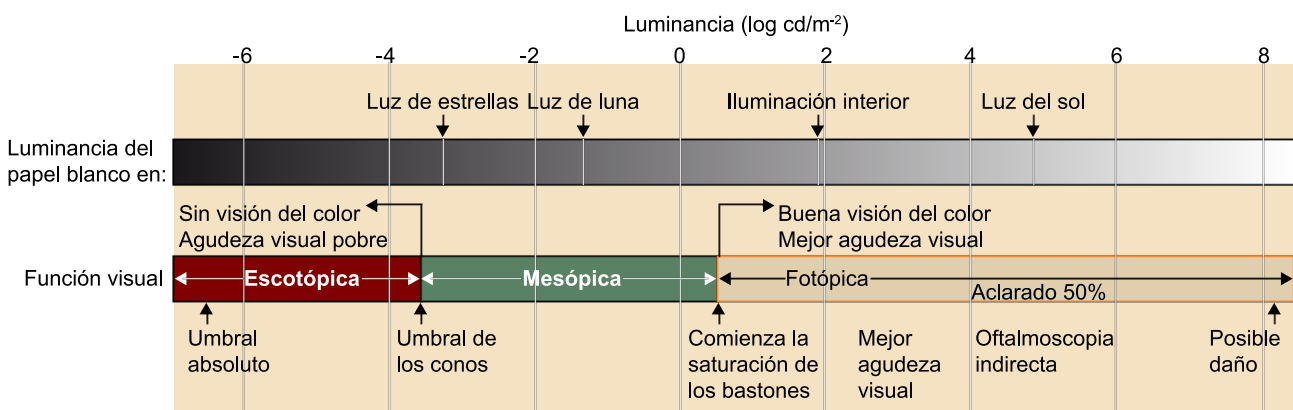 Luminancia (log cd/m-2)
-6 -4 -2 0 2 4 6 8
Luz de estrellas Luz de luna Iluminación interior Luz del sol
Luminancia del
papel blanco en:
Sin visión del color
Agudeza visual pobre
Buena visión del color
Mejor agudeza visual
Función visual
Escotópica Mesópica Fotópica
Aclarado 50%
Umbral
absoluto
Umbral de
los conos
Comienza la
saturación de
los bastones
Mejor
agudeza
visual
Oftalmoscopia
indirecta
Posible
daño